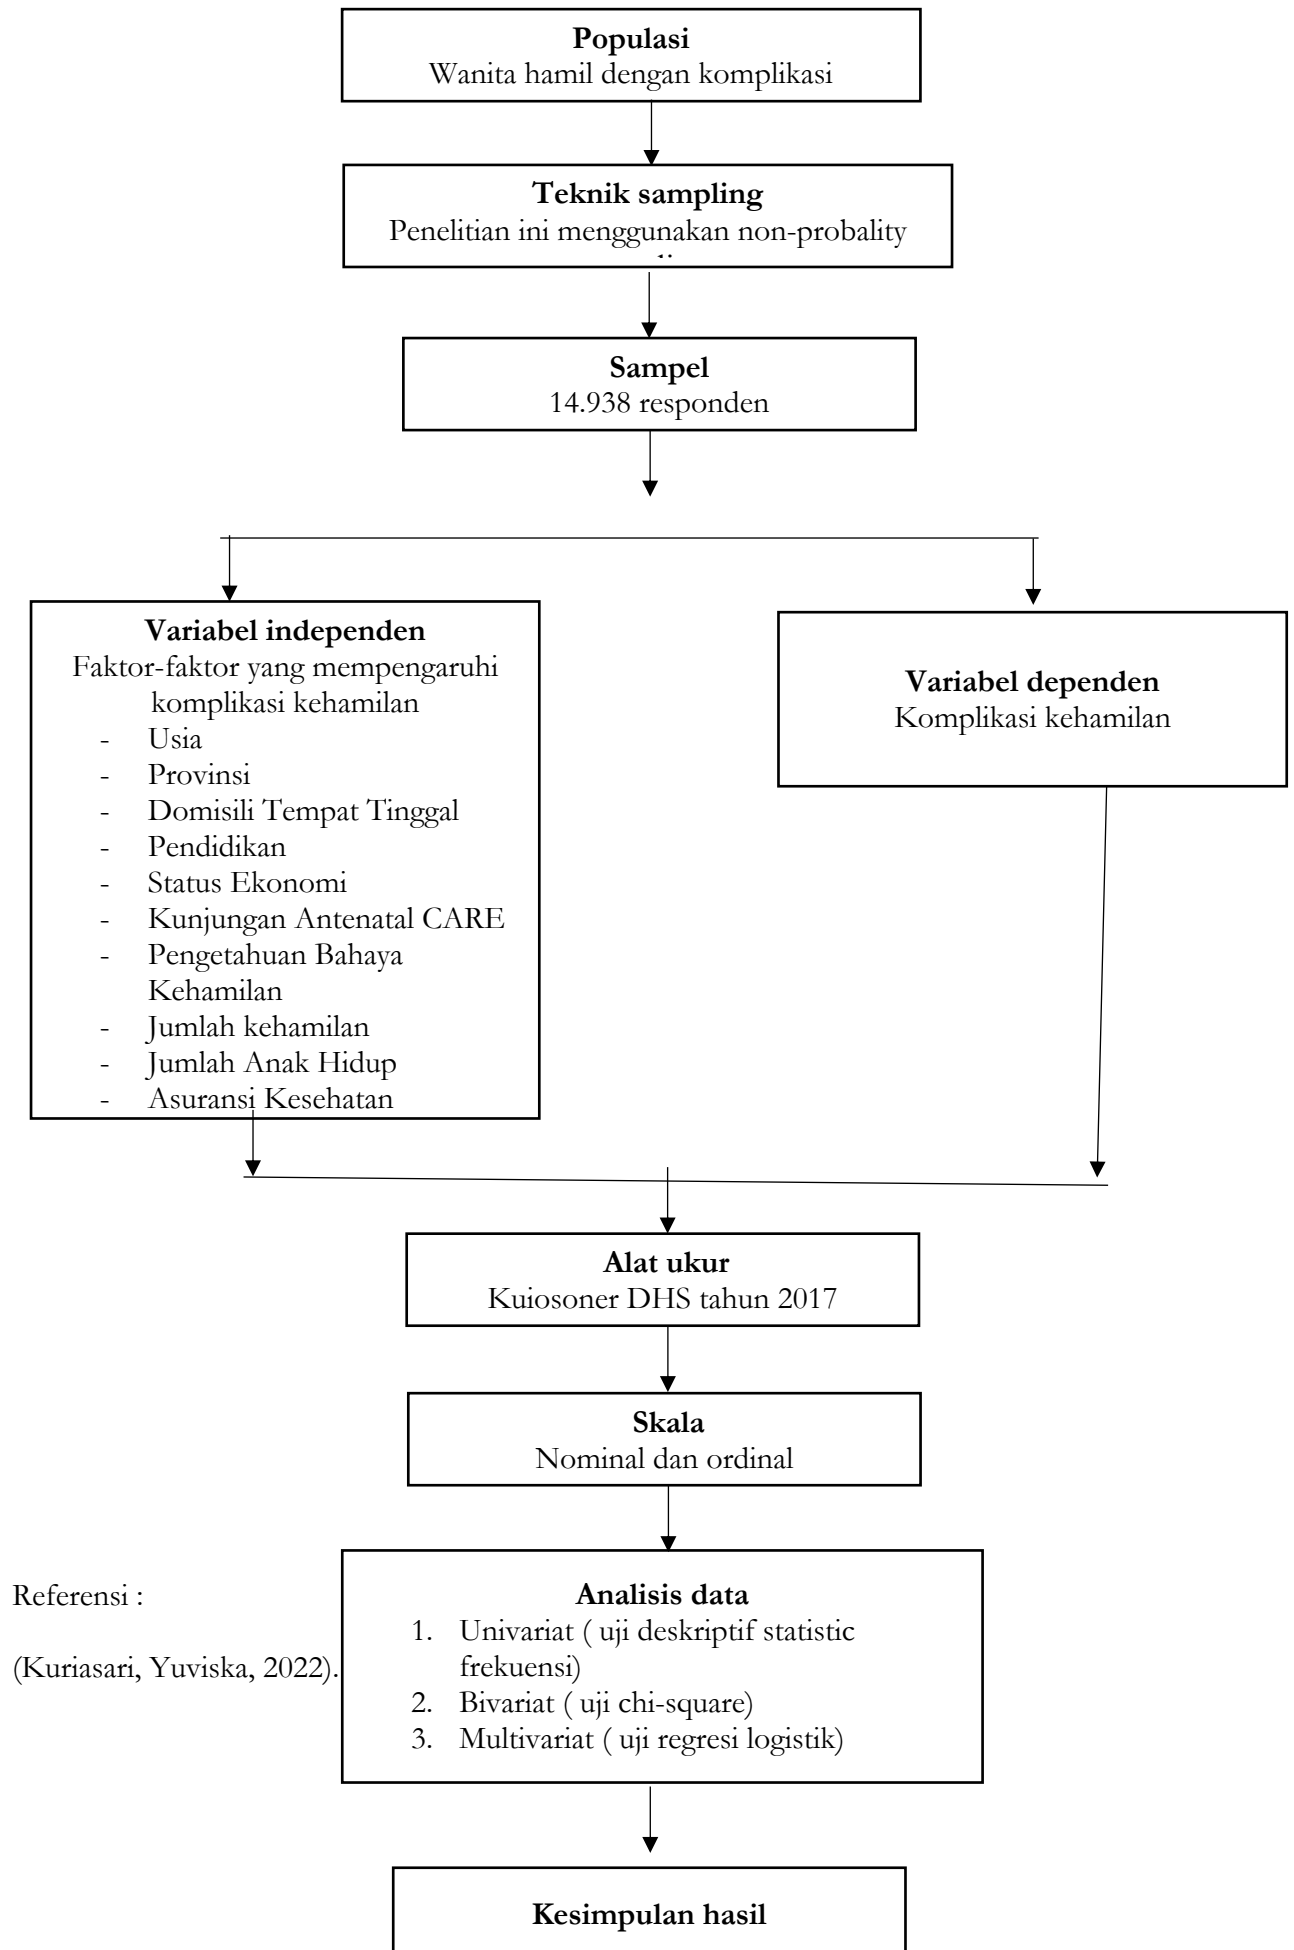 Populasi
Wanita hamil dengan komplikasi
Teknik sampling
Penelitian ini menggunakan non-probality
Sampel
14.938 responden
Variabel independen
Faktor-faktor yang mempengaruhi
komplikasi kehamilan
- Usia
- Provinsi
- Domisili Tempat Tinggal
- Pendidikan
- Status Ekonomi
- Kunjungan Antenatal CARE
- Pengetahuan Bahaya
Kehamilan
- Jumlah kehamilan
- Jumlah Anak Hidup
- Asuransi Kesehatan
Variabel dependen
Komplikasi kehamilan
Alat ukur
Kuiosoner DHS tahun 2017
Skala
Nominal dan ordinal
Analisis data
1. Univariat ( uji deskriptif statistic
frekuensi)
2. Bivariat ( uji chi-square)
3. Multivariat ( uji regresi logistik)
Referensi :
(Kuriasari, Yuviska, 2022).
Kesimpulan hasil